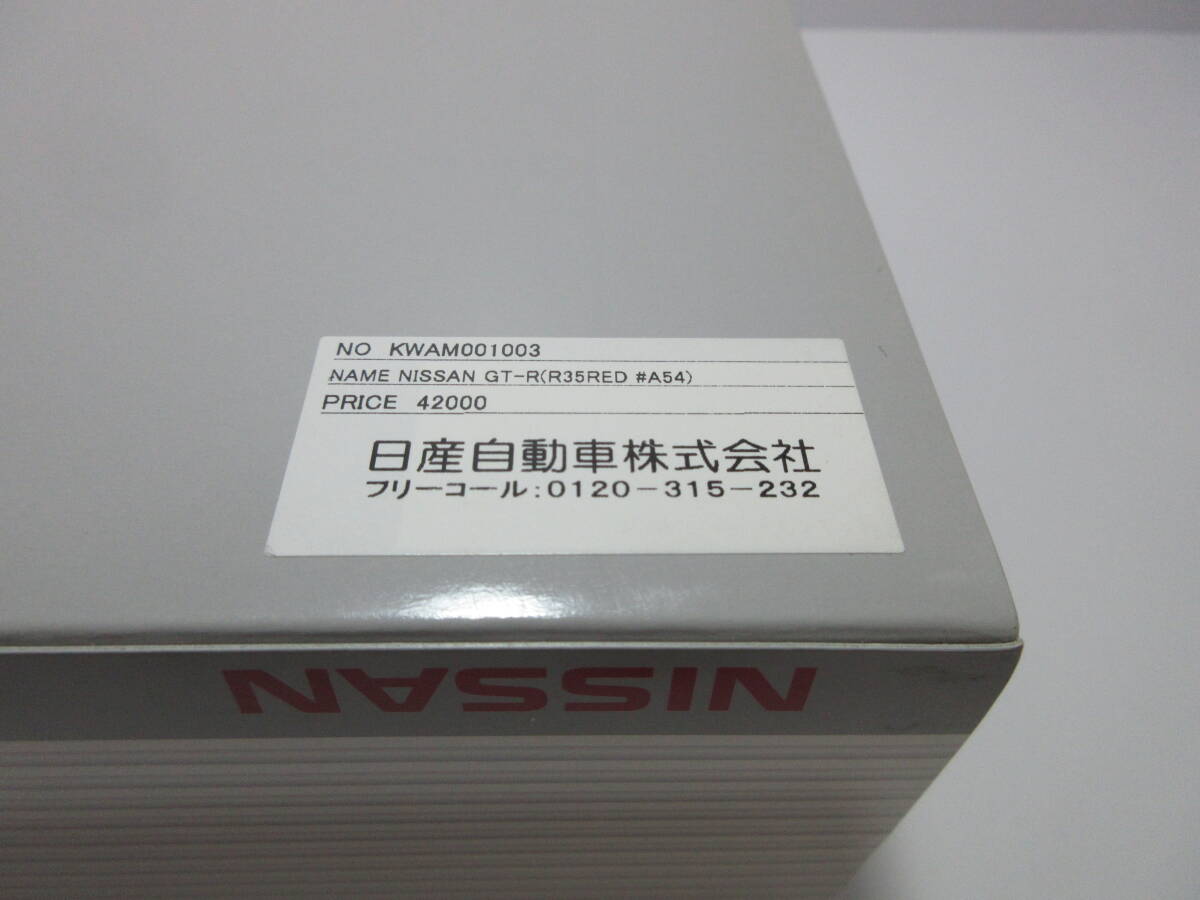 NO KWAM001003
NAME NISSAN GT-R(R35RED #A54)
PRICE 42000
日産自動車株式会社
フリーコール:0120-315-232
NISSAN